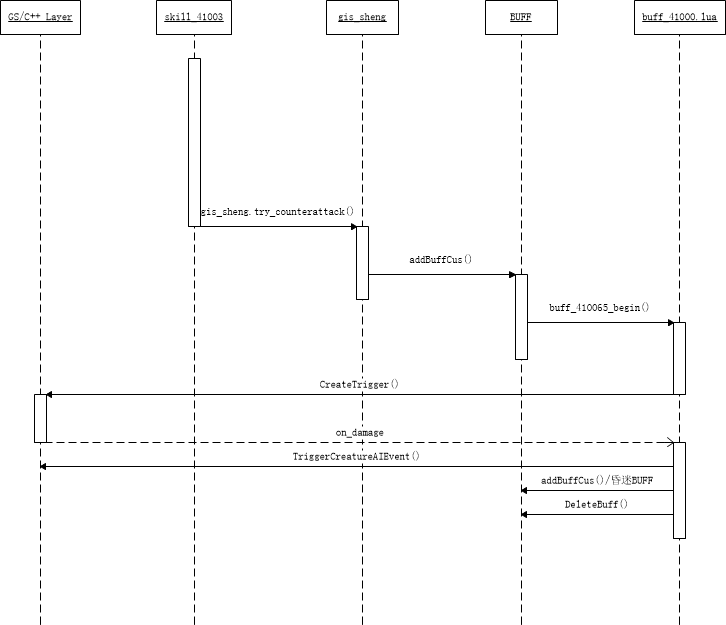 GS/C++ Layer
skill_41003
gis_sheng
BUFF
buff_41000.lua
gis_sheng.try_counterattack()
addBuffCus()
buff_410065_begin()
CreateTrigger()
on_damage
TriggerCreatureAIEvent()
addBuffCus()/昏迷BUFF
DeleteBuff()